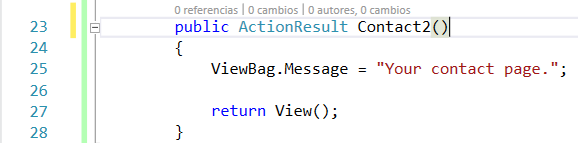 0 referencias | 0 cambios | 0 autores, 0 cambios
23 public ActionResult Contact2()
24 {
25 ViewBag.Message = "Your contact page.";
26
27 return View();
28 }